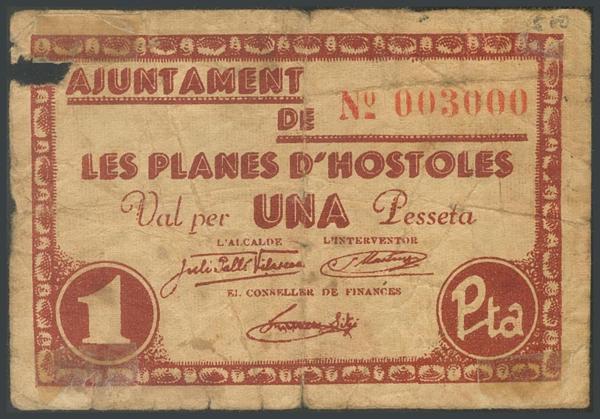 AJUNTAMENT
DE
Nº 003000
LES PLANES D'HOSTOLES
Val per UNA Pesseta
L'ALCALDE L'INTERVENTOR
EL CONSELLER DE FINANCES
1 Pta